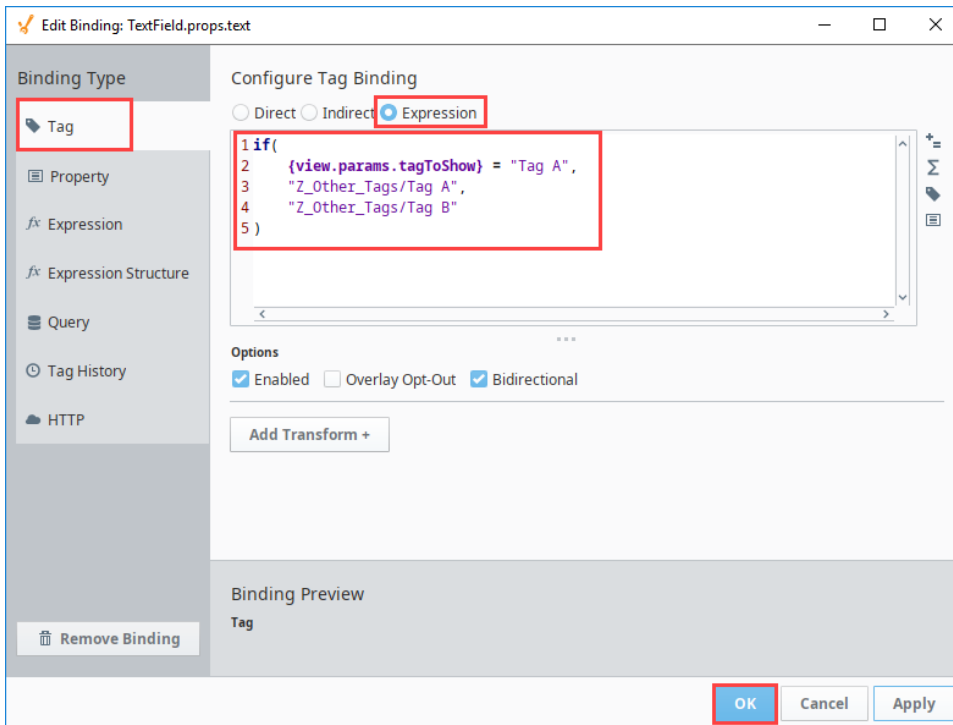 Edit Binding: TextField.props.text
Binding Type
Tag
Property
fx Expression
fx Expression Structure
Query
Tag History
HTTP
Remove Binding
Configure Tag Binding
Direct Indirect Expression
1 if(
2 {view.params.tagToShow} = "Tag A",
3 "Z_Other_Tags/Tag A",
4 "Z_Other_Tags/Tag B"
5 )
Options
Enabled Overlay Opt-Out Bidirectional
Add Transform +
Binding Preview
Tag
OK Cancel Apply